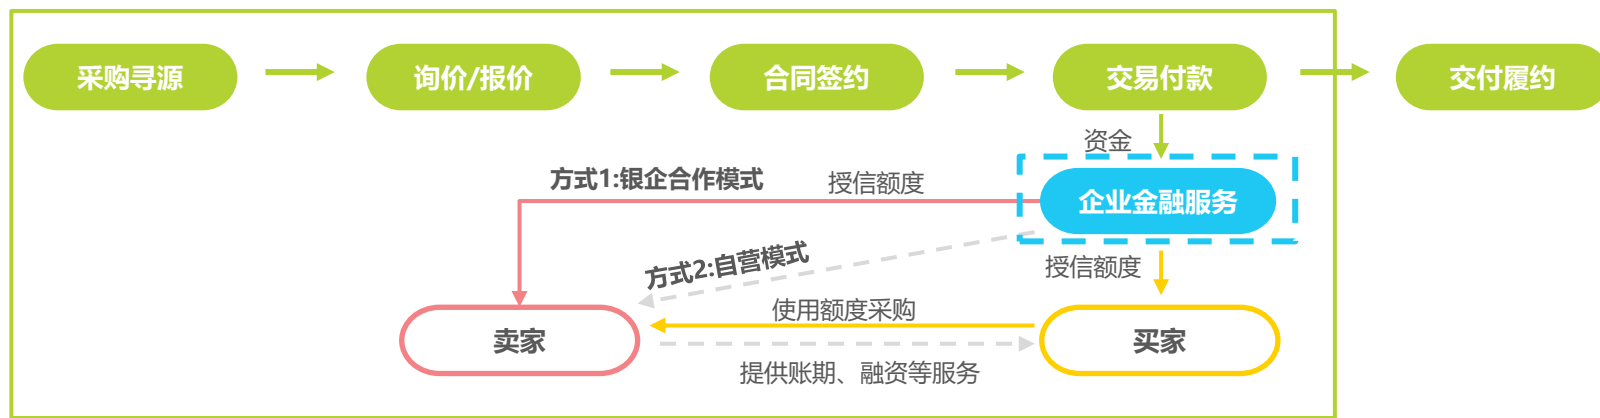 采购寻源
询价/报价
合同签约
交易付款
交付履约
资金
方式1:银企合作模式
授信额度
企业金融服务
方式2:自营模式
授信额度
使用额度采购
卖家
买家
提供账期、融资等服务